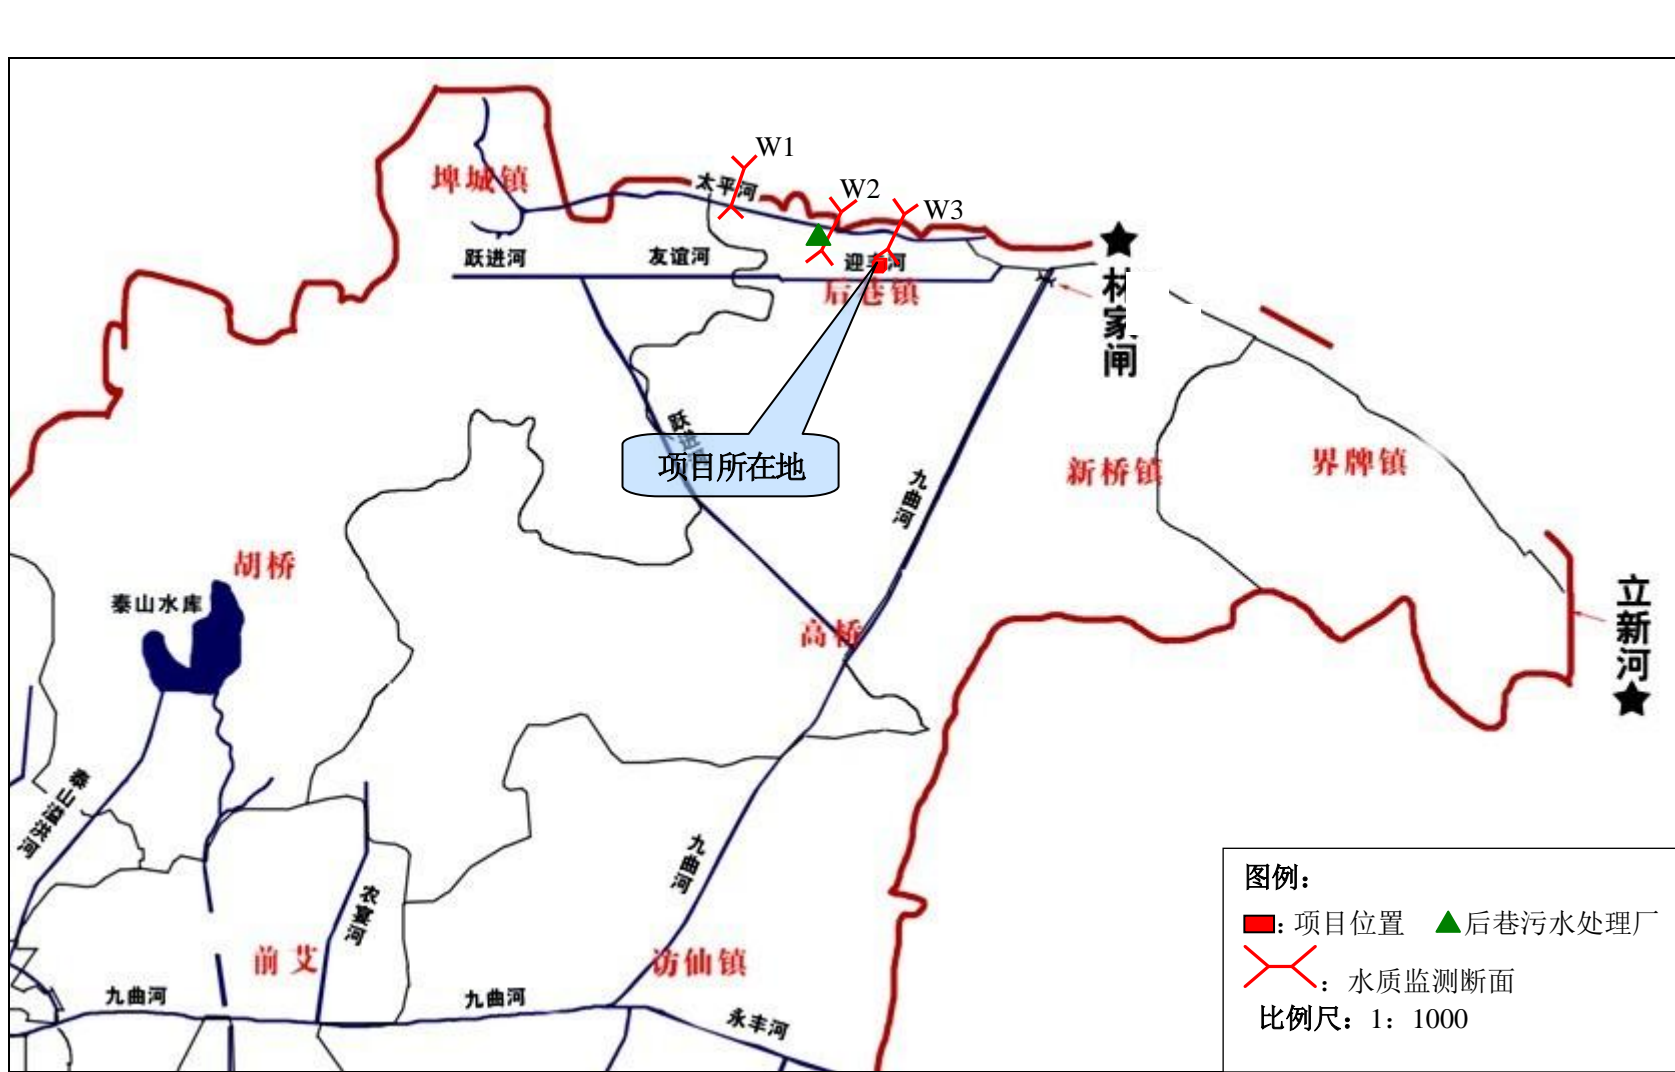 W1
埤城镇
太平河
W2
W3
跃进河
友谊河
迎丰河
后巷镇
林家闸
跃进河
项目所在地
九曲河
新桥镇
界牌镇
胡桥
泰山水库
高桥
立新河
泰山溢洪河
九曲河
农宴河
前艾
访仙镇
九曲河
九曲河
永丰河
图例：
：项目位置 后巷污水处理厂
：水质监测断面
比例尺：1：1000